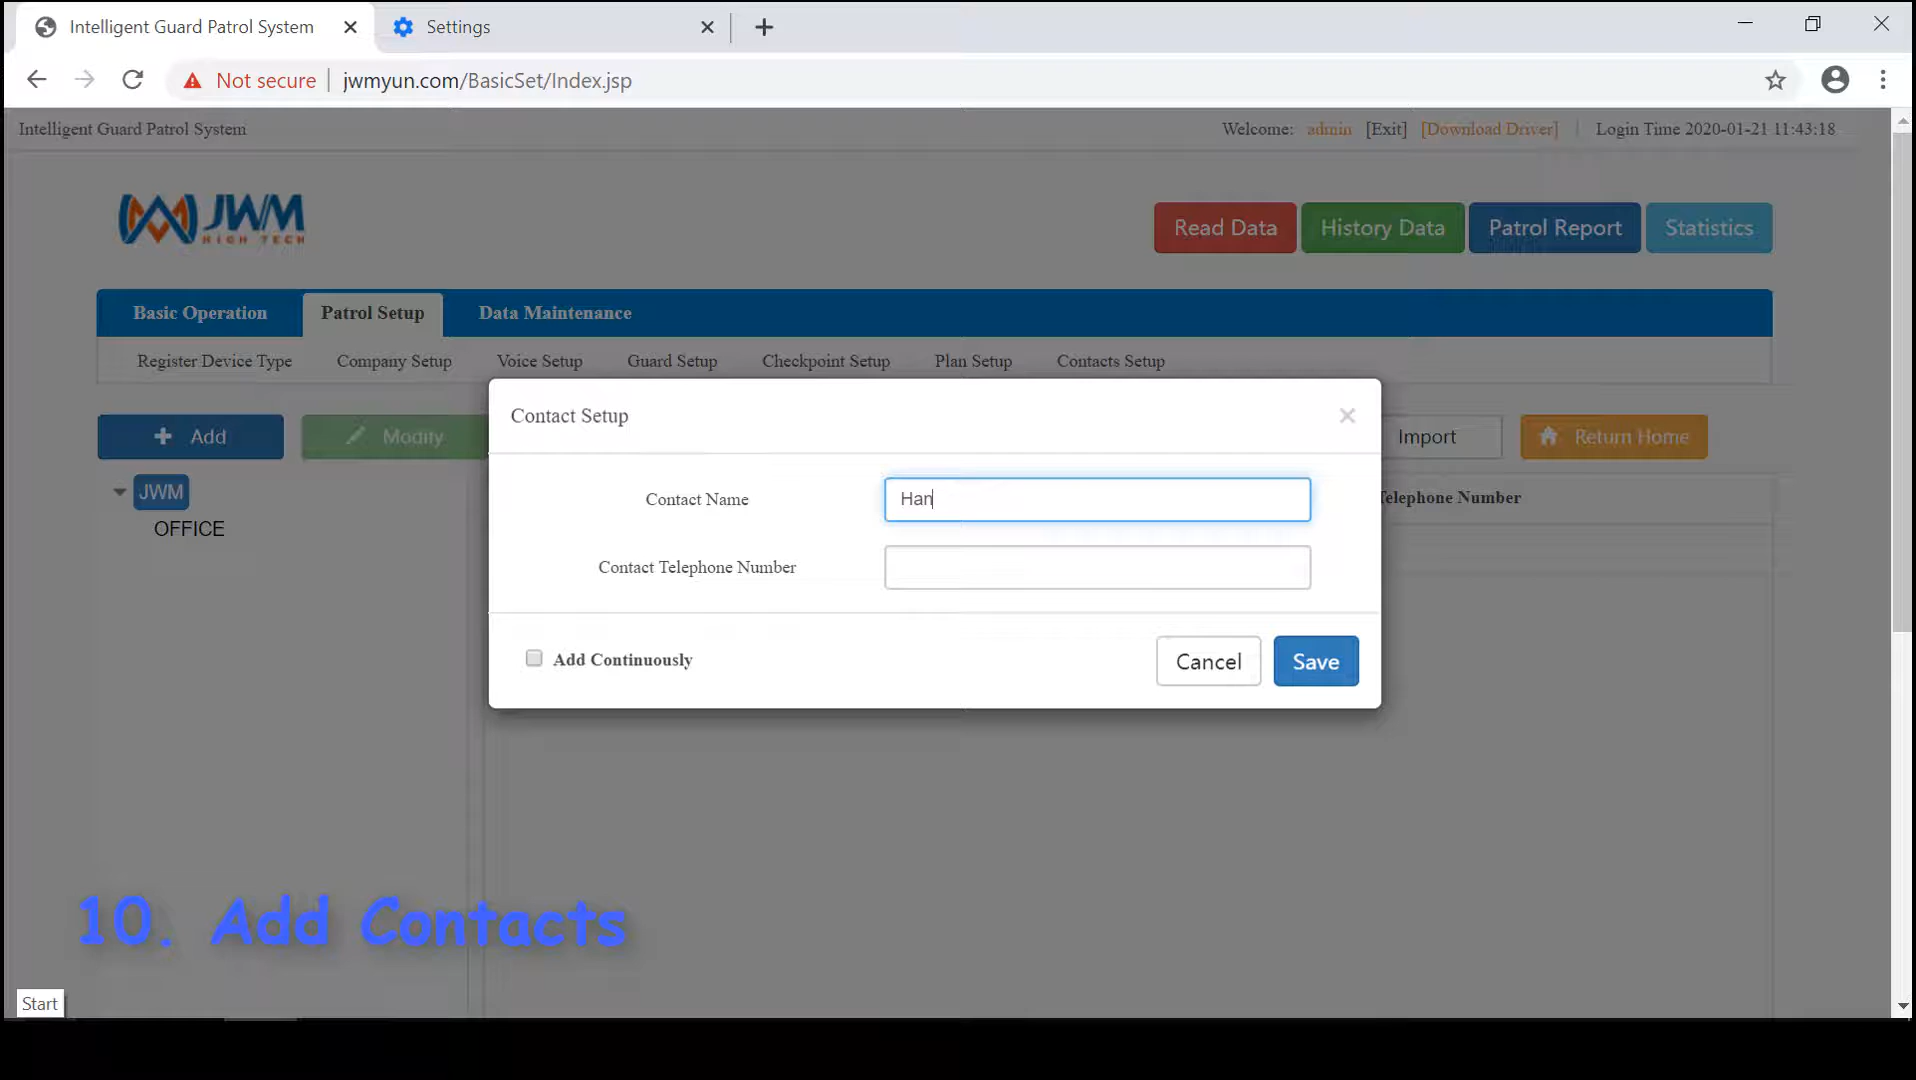 Intelligent Guard Patrol System
Settings
Not secure
jwmyun.com/BasicSet/Index.jsp
Intelligent Guard Patrol System
Welcome: admin [Exit] [Download Driver] Login Time 2020-01-21 11:43:18
JWM
HIGH TECH
Read Data
History Data
Patrol Report
Statistics
Basic Operation
Patrol Setup
Data Maintenance
Register Device Type
Company Setup
Voice Setup
Guard Setup
Checkpoint Setup
Plan Setup
Contacts Setup
Contact Setup
Add
Modify
Import
Return Home
JWM
OFFICE
Contact Name
Han
Telephone Number
Contact Telephone Number
Add Continuously
Cancel
Save
10. Add Contacts
Start